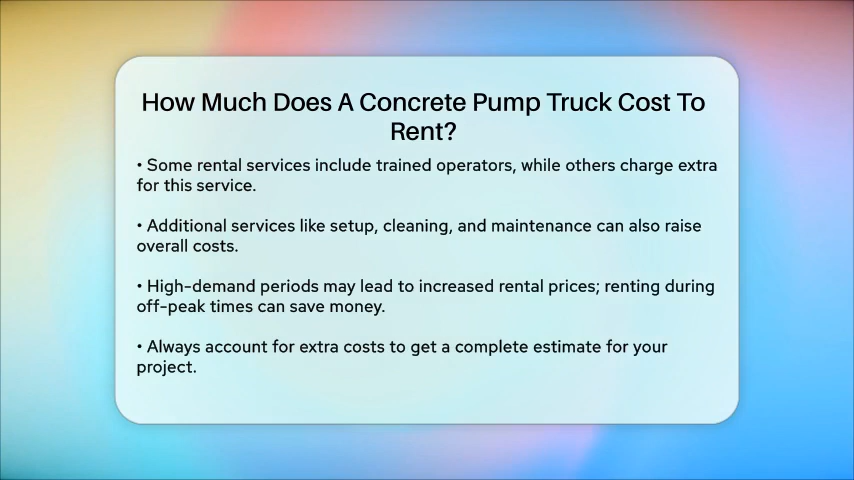 How Much Does A Concrete Pump Truck Cost To
Rent?
• Some rental services include trained operators, while others charge extra
for this service.
• Additional services like setup, cleaning, and maintenance can also raise
overall costs.
• High-demand periods may lead to increased rental prices; renting during
off-peak times can save money.
• Always account for extra costs to get a complete estimate for your
project.